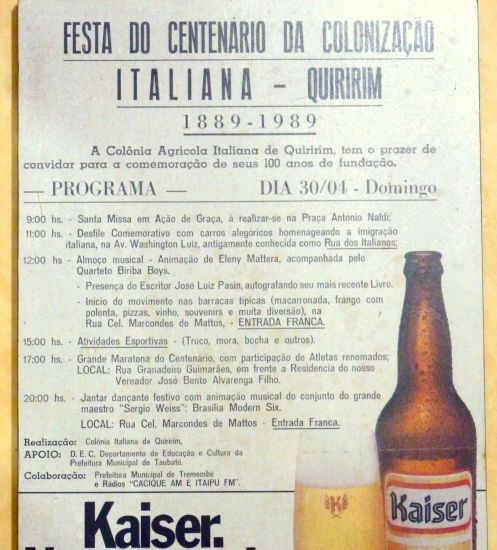 FESTA DO CENTENÁRIO DA COLONIZAÇÃO
ITALIANA - QUIRIRIM
1889-1989
A Colônia Agricola Italiana de Quiririm, tem o prazer de
convidar para a comemoração de seus 100 anos de fundação.
— PROGRAMA — DIA 30/04 - Domingo
9:00 hs. - Santa Missa em Ação de Graça, à realizar-se na Praça Antonio Naldi;
11:00 hs. - Desfile Comemorativo com carros alegóricos homenageando a imigração
italiana, na Av. Washington Luiz, antigamente conhecida como Rua dos Italianos;
12:00 hs - Almoço musical - Animação de Eleny Mattera, acompanhada pelo
Quarteto Biriba Boys.
- Presença do Escritor José Luiz Pasin, autografando seu mais recente Livro.
- Inicio do movimento nas barracas típicas (macarronada, frango com
polenta, pizzas, vinho, souvenirs e muita diversão), na
Rua Cel. Marcondes de Mattos, - ENTRADA FRANCA.
15:00 hs. - Atividades Esportivas - (Truco, mora, bocha e outros).
17:00 hs. - Grande Maratona do Centenario, com participação de Atletas renomados;
LOCAL: Rua Granadeiro Guimarães, em frente a Residencia do nosso
Vereador José Bento Alvarenga Filho.
20:00 hs. - Jantar dançante festivo com animação musical do conjunto do grande
maestro "Sergio Weiss": Brasilia Modern Six.
LOCAL: Rua Cel. Marcondes de Mattos - Entrada Franca.
Realização: Colônia Italiana de Quiririm,
APOIO: D.E.C. Departamento de Educação e Cultura da
Prefeitura Municipal de Taubaté.
Colaboração: Prefeitura Municipal de Tremembé
e Radios "CACIQUE AM E ITAIPU FM".
K
Kaiser
Kaiser.